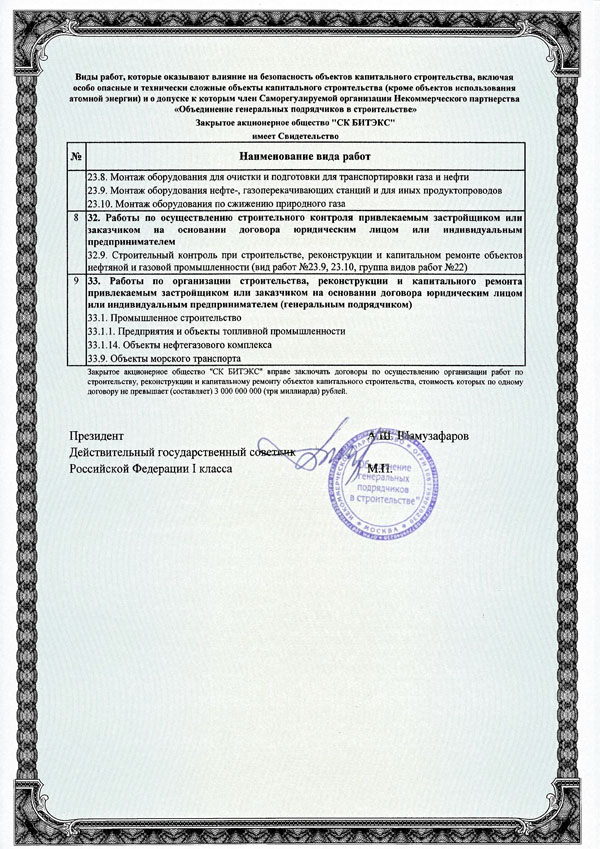 Виды работ, которые оказывают влияние на безопасность объектов капитального строительства, включая
особо опасные и технически сложные объекты капитального строительства (кроме объектов использования
атомной энергии) и о допуске к которым член Саморегулируемой организации Некоммерческого партнерства
«Объединение генеральных подрядчиков в строительстве»
Закрытое акционерное общество "СК БИТЭКС"
имеет Свидетельство
№ Наименование вида работ
23.8. Монтаж оборудования для очистки и подготовки для транспортировки газа и нефти
23.9. Монтаж оборудования нефте-, газоперекачивающих станций и для иных продуктопроводов
23.10. Монтаж оборудования по сжижению природного газа
8 32. Работы по осуществлению строительного контроля привлекаемым застройщиком или
заказчиком на основании договора юридическим лицом или индивидуальным
предпринимателем
32.9. Строительный контроль при строительстве, реконструкции и капитальном ремонте объектов
нефтяной и газовой промышленности (вид работ №23.9, 23.10, группа видов работ №22)
9 33. Работы по организации строительства, реконструкции и капитального ремонта
привлекаемым застройщиком или заказчиком на основании договора юридическим лицом
или индивидуальным предпринимателем (генеральным подрядчиком)
33.1. Промышленное строительство
33.1.1. Предприятия и объекты топливной промышленности
33.1.14. Объекты нефтегазового комплекса
33.9. Объекты морского транспорта
Закрытое акционерное общество "СК БИТЭКС" вправе заключать договоры по осуществлению организации работ по
строительству, реконструкции и капитальному ремонту объектов капитального строительства, стоимость которых по одному
договору не превышает (составляет) 3 000 000 000 (три миллиарда) рублей.
Президент А.Ш. Шамузафаров
Действительный государственный советник
Российской Федерации I класса М.П.
"Объединение
генеральных
подрядчиков
в строительстве"
МОСКВА